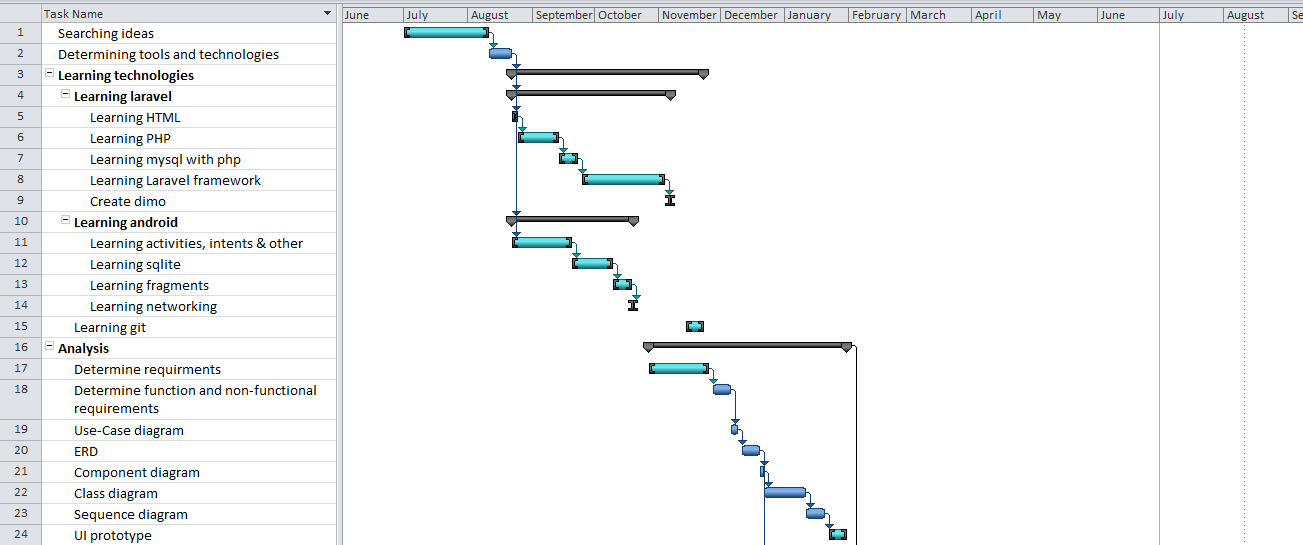 Task Name
June July August September October November December January February March April May June July August Se
1 Searching ideas
2 Determining tools and technologies
3 Learning technologies
4 Learning laravel
5 Learning HTML
6 Learning PHP
7 Learning mysql with php
8 Learning Laravel framework
9 Create dimo
10 Learning android
11 Learning activities, intents & other
12 Learning sqlite
13 Learning fragments
14 Learning networking
15 Learning git
16 Analysis
17 Determine requirments
18 Determine function and non-functional
requirements
19 Use-Case diagram
20 ERD
21 Component diagram
22 Class diagram
23 Sequence diagram
24 UI prototype